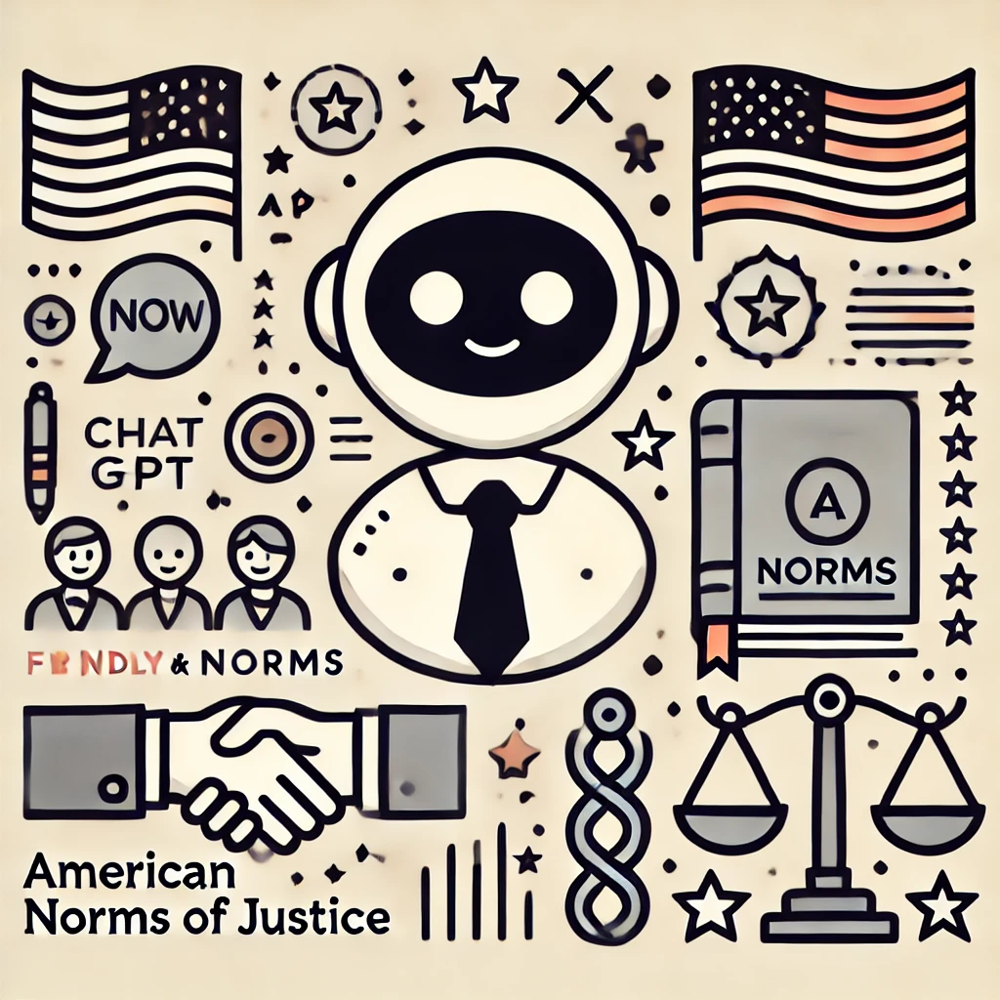 AP
NOW
CHAT
GPT
A
NORMS
& NORMS
American
Norms of Justice